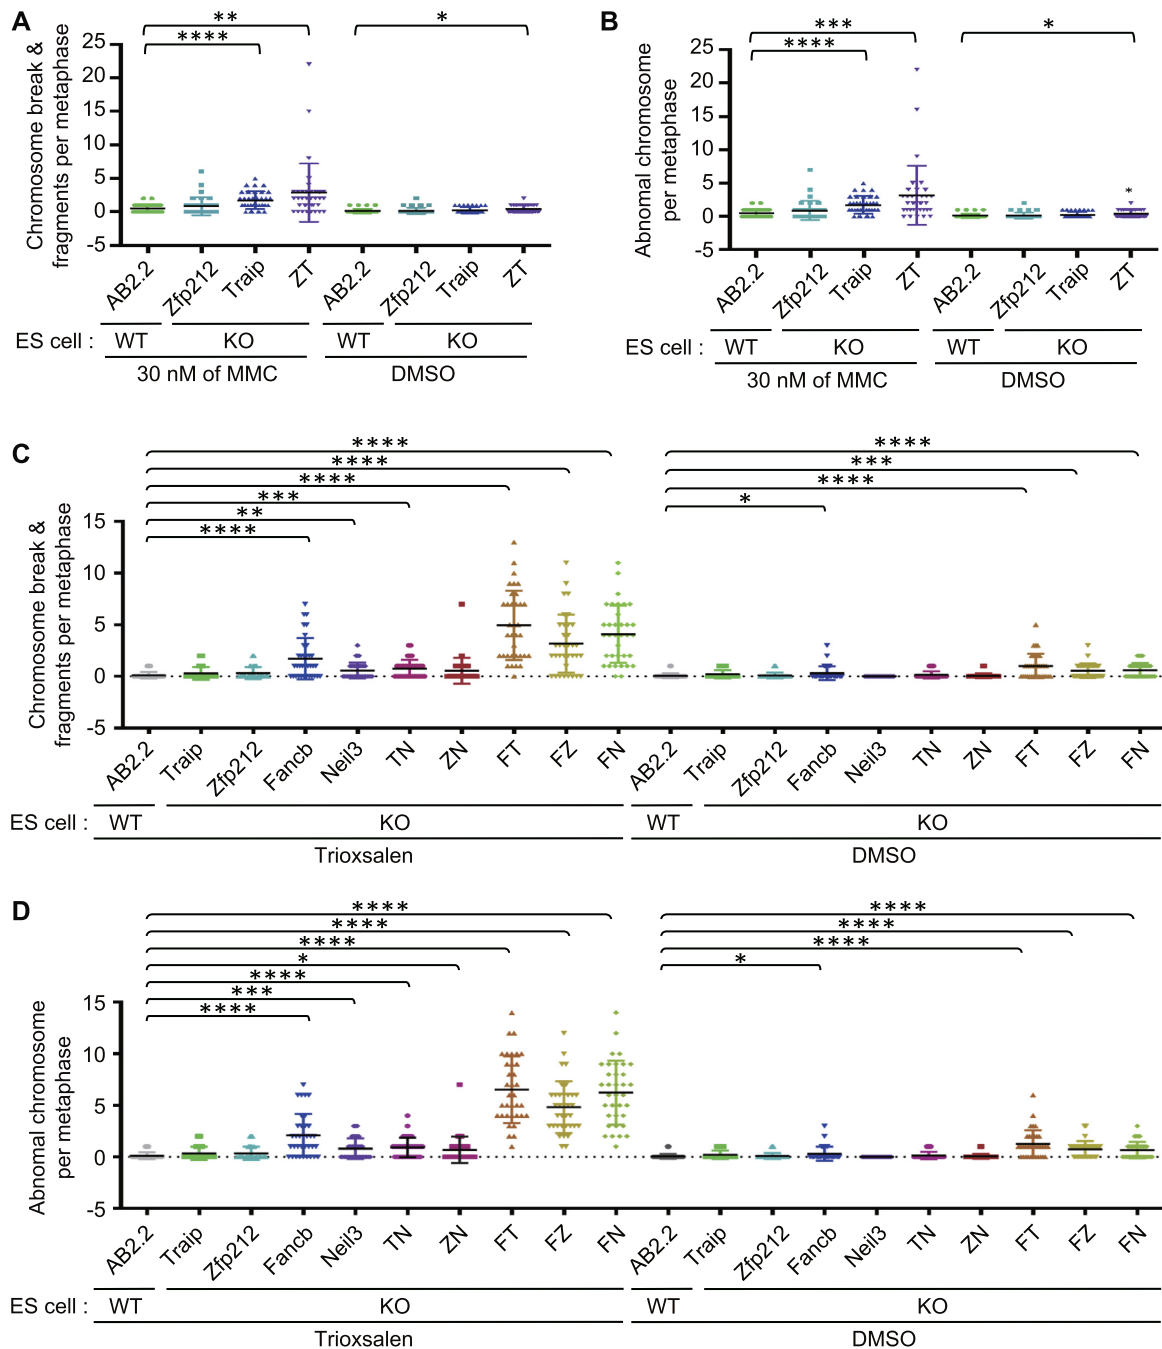 A
** *
****
Chromosome break &
fragments per metaphase
25
20
15
10
5
0
-5
AB2.2 Zfp212 Traip ZT AB2.2 Zfp212 Traip ZT
ES cell : WT KO WT KO
30 nM of MMC DMSO
B
*** *
****
Abnomal chromosome
per metaphase
25
20
15
10
5
0
-5
*
AB2.2 Zfp212 Traip ZT AB2.2 Zfp212 Traip ZT
ES cell : WT KO WT KO
30 nM of MMC DMSO
C
**** ****
**** ***
**** ****
*** *
**
****
Chromosome break &
fragments per metaphase
15
10
5
0
-5
AB2.2 Traip Zfp212 Fancb Neil3 TN ZN FT FZ FN AB2.2 Traip Zfp212 Fancb Neil3 TN ZN FT FZ FN
ES cell : WT KO WT KO
Trioxsalen DMSO
D
**** ****
**** ****
**** ****
* *
****
***
****
Abnomal chromosome
per metaphase
15
10
5
0
-5
AB2.2 Traip Zfp212 Fancb Neil3 TN ZN FT FZ FN AB2.2 Traip Zfp212 Fancb Neil3 TN ZN FT FZ FN
ES cell : WT KO WT KO
Trioxsalen DMSO